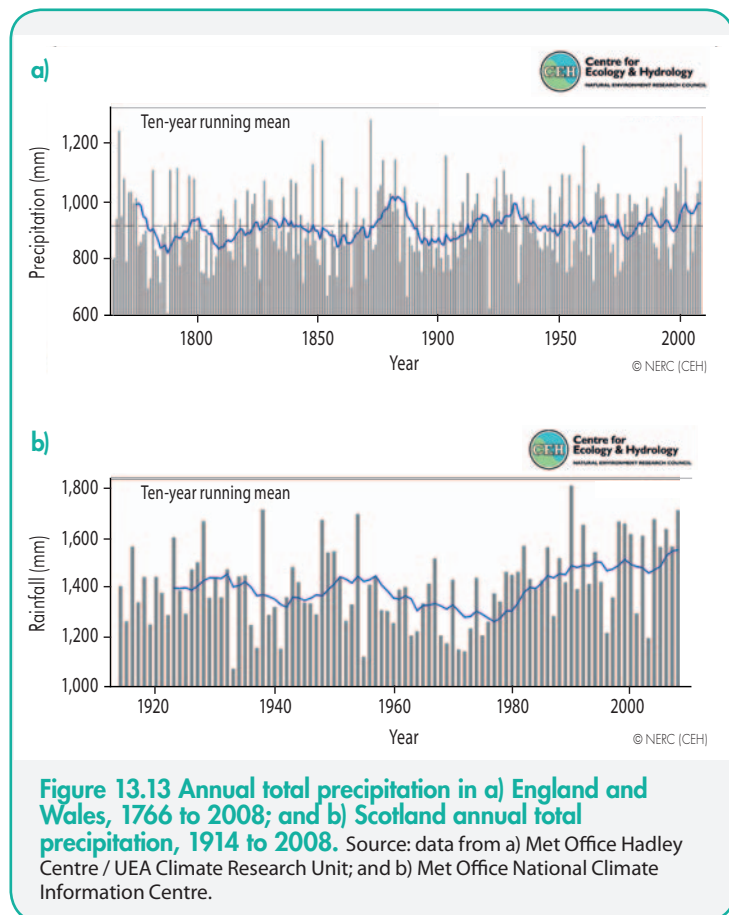 a)
CEH
Centre for
Ecology & Hydrology
NATURAL ENVIRONMENT RESEARCH COUNCIL
Ten-year running mean
Precipitation (mm)
1,200
1,000
800
600
1800 1850 1900 1950 2000
Year
© NERC (CEH)
b)
CEH
Centre for
Ecology & Hydrology
NATURAL ENVIRONMENT RESEARCH COUNCIL
Ten-year running mean
Rainfall (mm)
1,800
1,600
1,400
1,200
1,000
1920 1940 1960 1980 2000
Year
© NERC (CEH)
Figure 13.13 Annual total precipitation in a) England and
Wales, 1766 to 2008; and b) Scotland annual total
precipitation, 1914 to 2008. Source: data from a) Met Office Hadley
Centre / UEA Climate Research Unit; and b) Met Office National Climate
Information Centre.